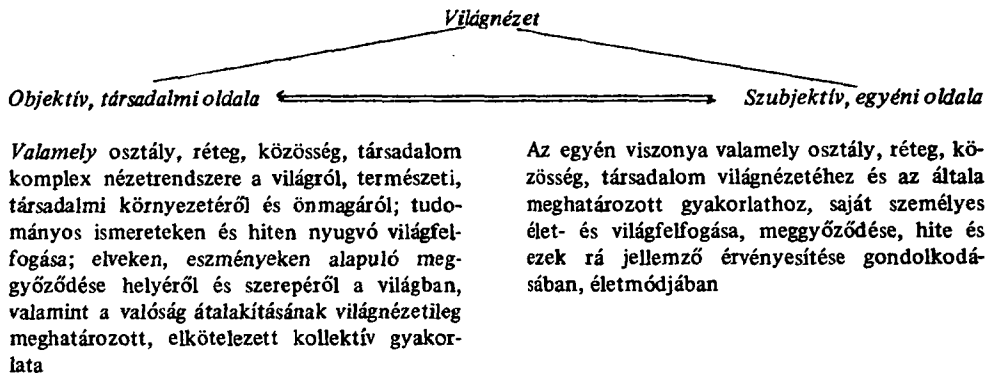 Világnézet
Objektív, társadalmi oldala
Szubjektív, egyéni oldala
Valamely osztály, réteg, közösség, társadalom
komplex nézetrendszere a világról, természeti,
társadalmi környezetéről és önmagáról; tudo-
mányos ismereteken és hiten nyugvó világfel-
fogása; elveken, eszményeken alapuló meg-
győződése helyéről és szerepéről a világban,
valamint a valóság átalakításának világnézetileg
meghatározott, elkötelezett kollektív gyakor-
lata
Az egyén viszonya valamely osztály, réteg, kö-
zösség, társadalom világnézetéhez és az általa
meghatározott gyakorlathoz, saját személyes
élet- és világfelfogása, meggyőződése, hite és
ezek rá jellemző érvényesítése gondolkodá-
sában, életmódjában